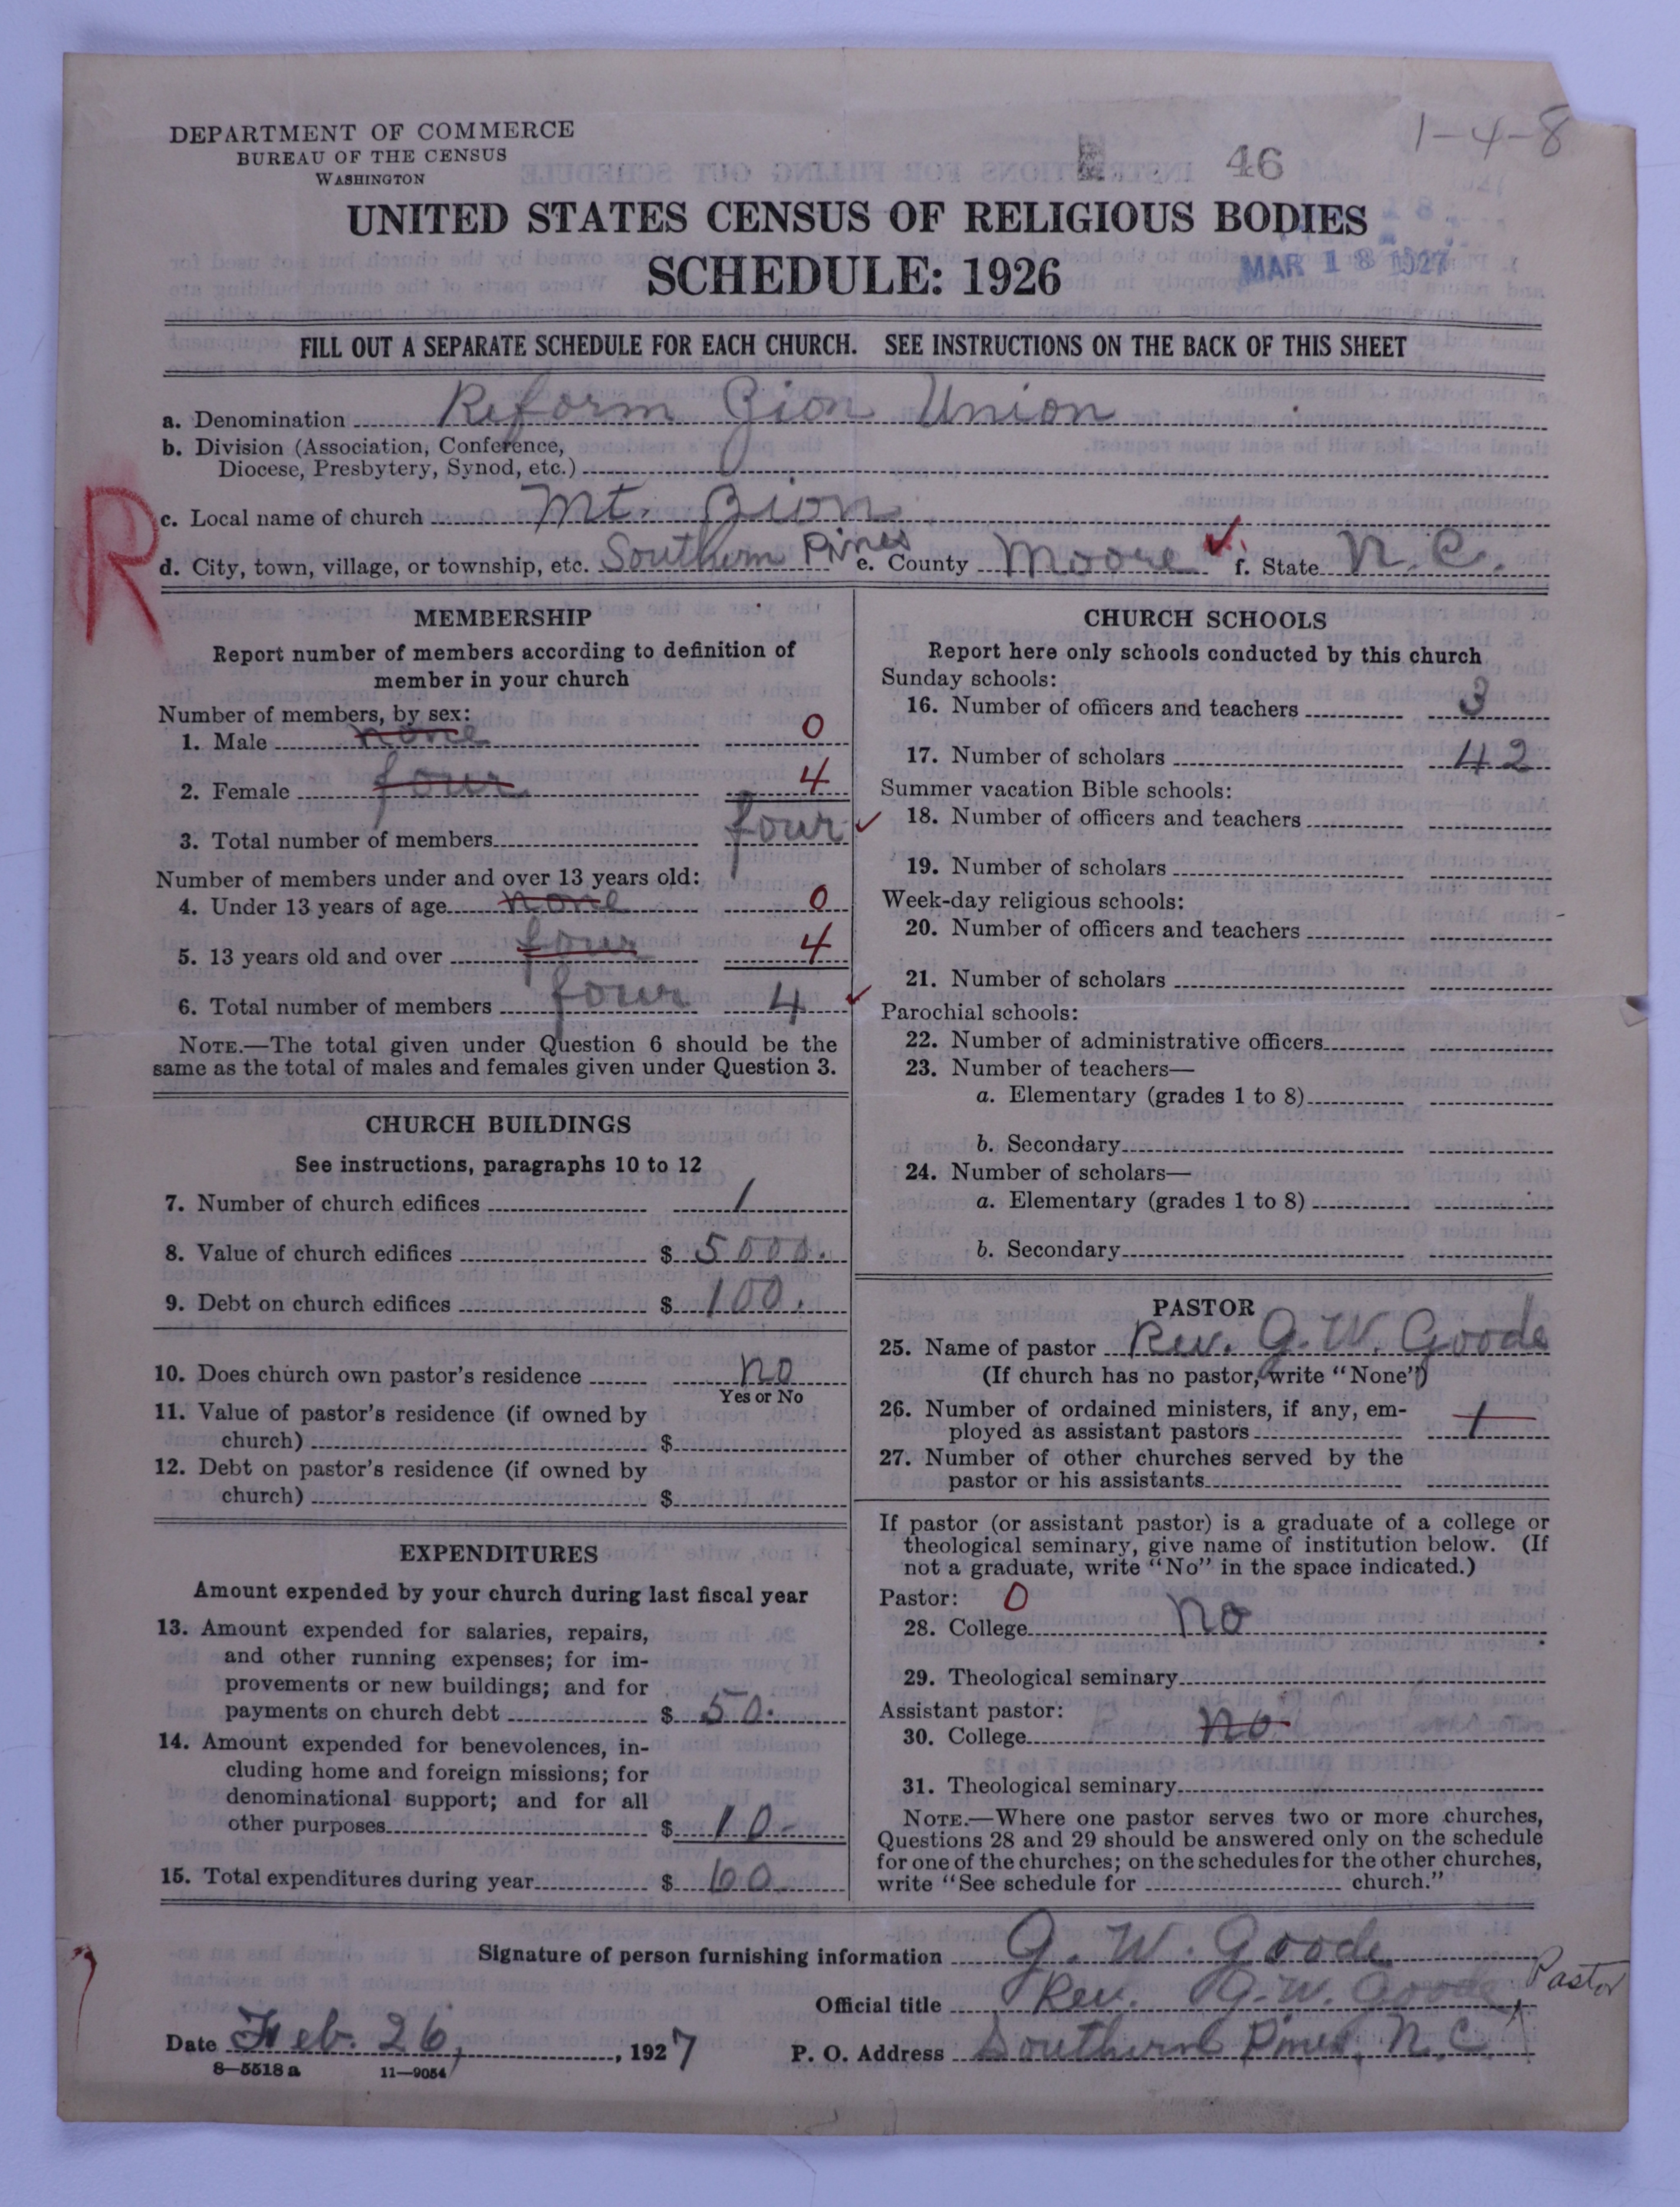 1-4-8
DEPARTMENT OF COMMERCE
BUREAU OF THE CENSUS
WASHINGTON
46
UNITED STATES CENSUS OF RELIGIOUS BODIES
SCHEDULE: 1926
MAR 18 1927
FILL OUT A SEPARATE SCHEDULE FOR EACH CHURCH. SEE INSTRUCTIONS ON THE BACK OF THIS SHEET
a. Denomination Reform Zion Union
b. Division (Association, Conference,
Diocese, Presbytery, Synod, etc.)
R
c. Local name of church Mt. Zion
d. City, town, village, or township, etc. Southern Pines e. County Moore f. State N.C.
MEMBERSHIP
Report number of members according to definition of
member in your church
Number of members, by sex:
1. Male none 0
2. Female four 4
3. Total number of members four
Number of members under and over 13 years old:
4. Under 13 years of age none 0
5. 13 years old and over four 4
6. Total number of members four 4
NOTE.—The total given under Question 6 should be the
same as the total of males and females given under Question 3.
CHURCH BUILDINGS
See instructions, paragraphs 10 to 12
7. Number of church edifices 1
8. Value of church edifices $ 5000.
9. Debt on church edifices $ 100.
10. Does church own pastor's residence no
Yes or No
11. Value of pastor's residence (if owned by
church) $
12. Debt on pastor's residence (if owned by
church) $
EXPENDITURES
Amount expended by your church during last fiscal year
13. Amount expended for salaries, repairs,
and other running expenses; for im-
provements or new buildings; and for
payments on church debt $ 50.
14. Amount expended for benevolences, in-
cluding home and foreign missions; for
denominational support; and for all
other purposes $ 10-
15. Total expenditures during year $ 60.
CHURCH SCHOOLS
Report here only schools conducted by this church
Sunday schools:
16. Number of officers and teachers 3
17. Number of scholars 42
Summer vacation Bible schools:
18. Number of officers and teachers
19. Number of scholars
Week-day religious schools:
20. Number of officers and teachers
21. Number of scholars
Parochial schools:
22. Number of administrative officers
23. Number of teachers—
a. Elementary (grades 1 to 8)
b. Secondary
24. Number of scholars—
a. Elementary (grades 1 to 8)
b. Secondary
PASTOR
25. Name of pastor Rev. G. W. Goode
(If church has no pastor, write "None")
26. Number of ordained ministers, if any, em-
ployed as assistant pastors 1
27. Number of other churches served by the
pastor or his assistants
If pastor (or assistant pastor) is a graduate of a college or
theological seminary, give name of institution below. (If
not a graduate, write "No" in the space indicated.)
Pastor: 0
28. College no
29. Theological seminary
Assistant pastor:
30. College no
31. Theological seminary
NOTE.—Where one pastor serves two or more churches,
Questions 28 and 29 should be answered only on the schedule
for one of the churches; on the schedules for the other churches,
write "See schedule for church."
Signature of person furnishing information G. W. Goode
Official title Rev. G. W. Goode, Pastor
Date Feb. 26, 1927 P. O. Address Southern Pines, N.C.
8—5518 a 11—9054